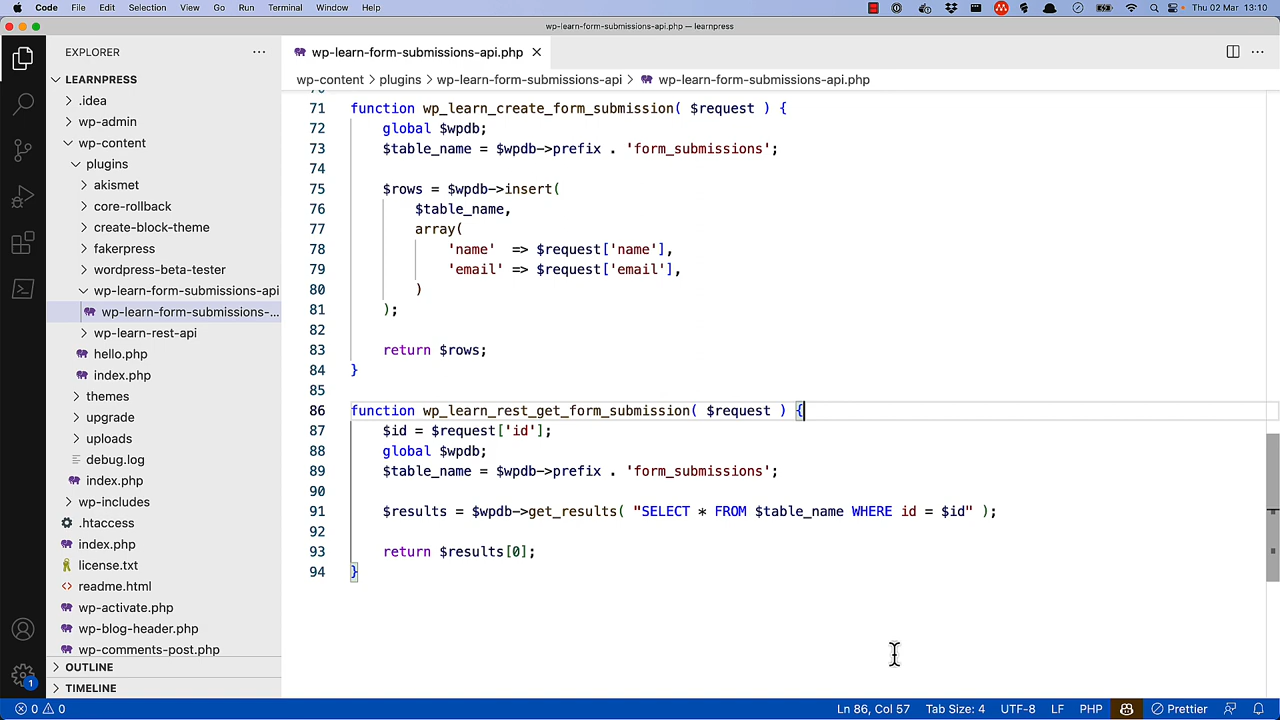 Code File Edit Selection View Go Run Terminal Window Help Thu 02 Mar 13:10
wp-learn-form-submissions-api.php — learnpress
EXPLORER
LEARNPRESS
.idea
wp-admin
wp-content
plugins
akismet
core-rollback
create-block-theme
fakerpress
wordpress-beta-tester
wp-learn-form-submissions-api
wp-learn-form-submissions-...
wp-learn-rest-api
hello.php
index.php
themes
upgrade
uploads
debug.log
index.php
wp-includes
.htaccess
index.php
license.txt
readme.html
wp-activate.php
wp-blog-header.php
wp-comments-post.php
OUTLINE
TIMELINE
wp-learn-form-submissions-api.php
wp-content > plugins > wp-learn-form-submissions-api > wp-learn-form-submissions-api.php
71 function wp_learn_create_form_submission( $request ) {
72 global $wpdb;
73 $table_name = $wpdb->prefix . 'form_submissions';
74
75 $rows = $wpdb->insert(
76 $table_name,
77 array(
78 'name' => $request['name'],
79 'email' => $request['email'],
80 )
81 );
82
83 return $rows;
84 }
85
86 function wp_learn_rest_get_form_submission( $request ) {
87 $id = $request['id'];
88 global $wpdb;
89 $table_name = $wpdb->prefix . 'form_submissions';
90
91 $results = $wpdb->get_results( "SELECT * FROM $table_name WHERE id = $id" );
92
93 return $results[0];
94 }
1
0 0 Ln 86, Col 57 Tab Size: 4 UTF-8 LF PHP Prettier